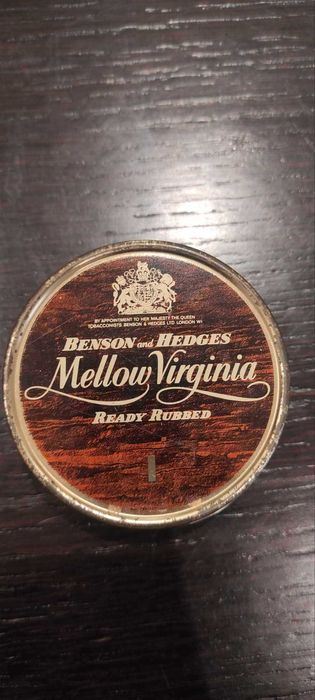 BY APPOINTMENT TO HER MAJESTY THE QUEEN
TOBACCONISTS BENSON & HEDGES LTD LONDON W1
BENSON and HEDGES
Mellow Virginia
READY RUBBED